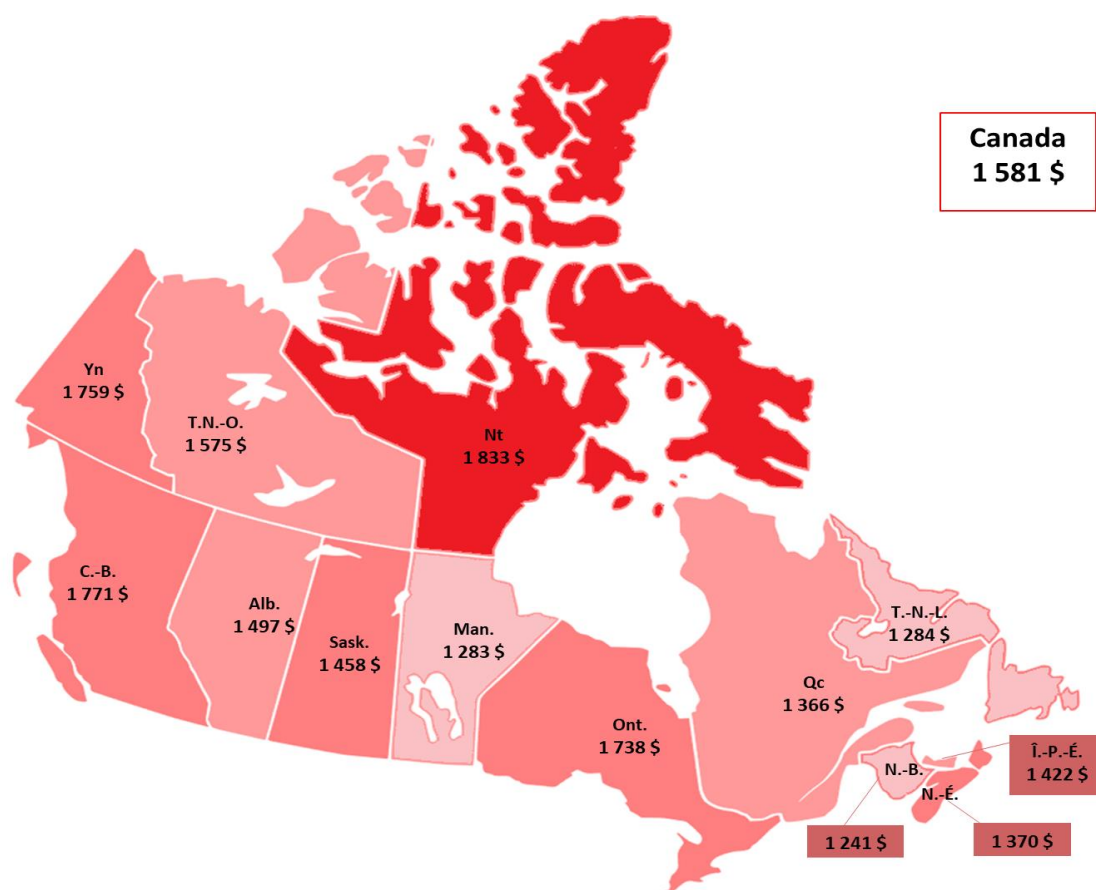 Canada
1 581 $
Yn
1 759 $
T.N.-O.
1 575 $
Nt
1 833 $
C.-B.
1 771 $
Alb.
1 497 $
Sask.
1 458 $
Man.
1 283 $
Ont.
1 738 $
Qc
1 366 $
T.-N.-L.
1 284 $
Î.-P.-É.
1 422 $
N.-B.
N.-É.
1 241 $
1 370 $